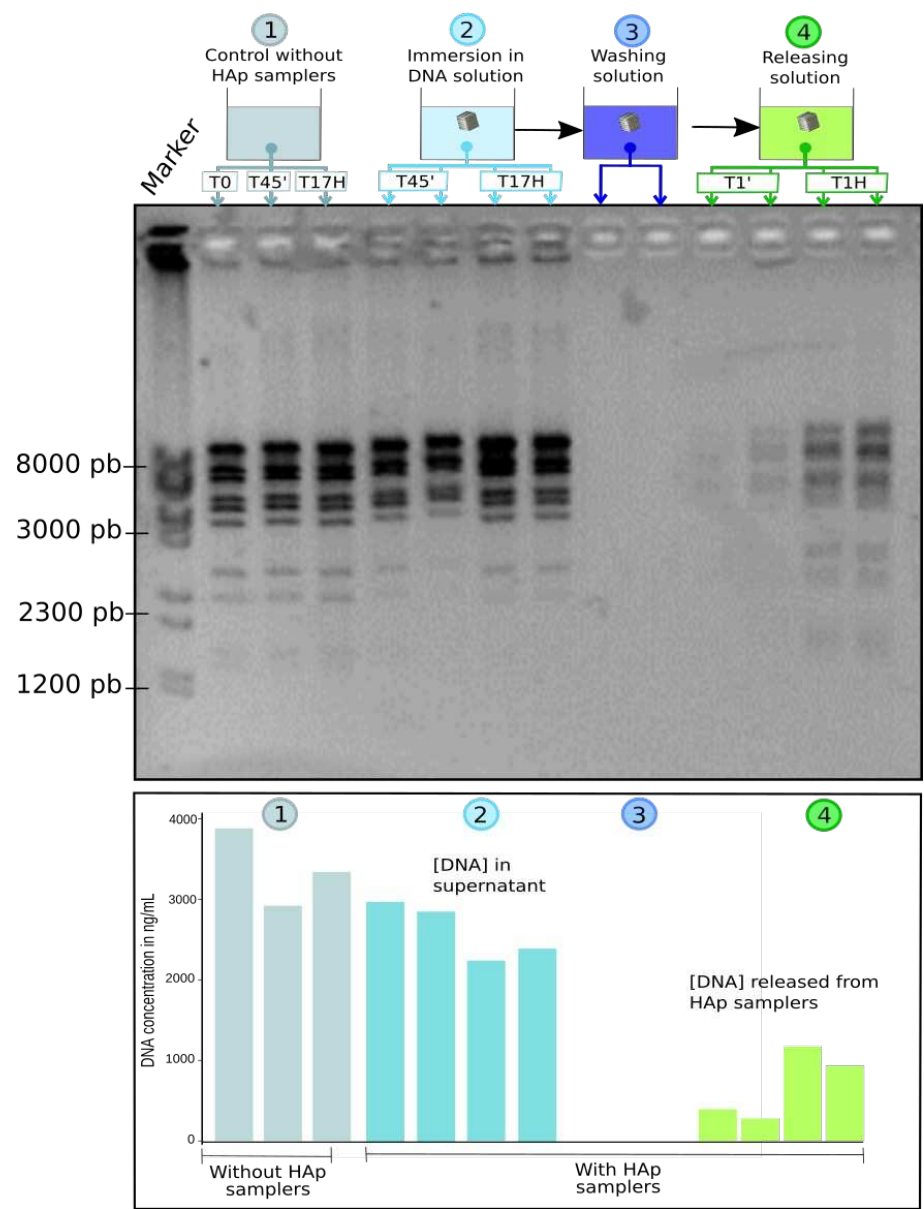 1
2
3
4
Control without
HAp samplers
Immersion in
DNA solution
Washing
solution
Releasing
solution
Marker
T0
T45'
T17H
T45'
T17H
T1'
T1H
8000 pb
3000 pb
2300 pb
1200 pb
1
2
3
4
4000
3000
2000
1000
0
DNA concentration in ng/mL
[DNA] in
supernatant
[DNA] released from
HAp samplers
Without HAp
samplers
With HAp
samplers